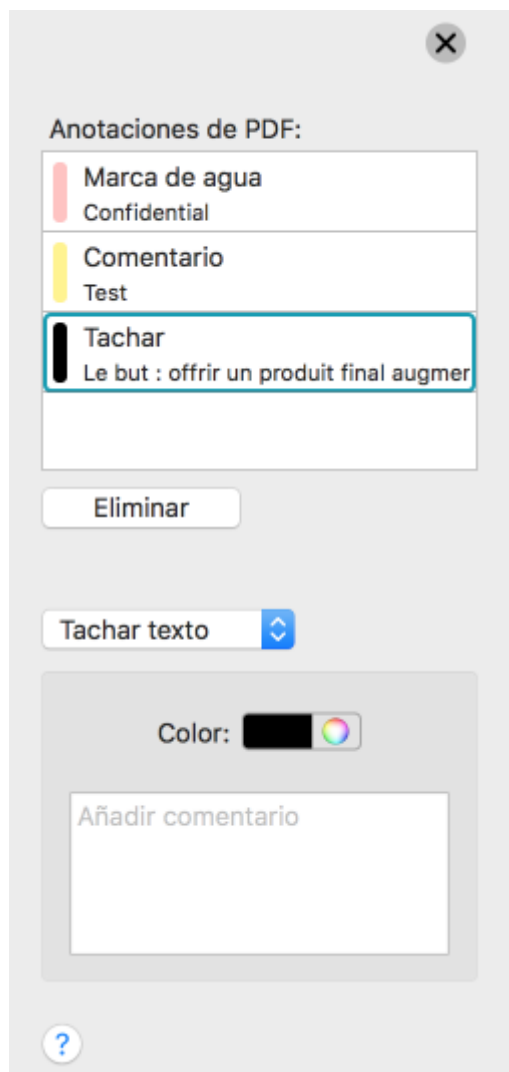 Anotaciones de PDF:
Marca de agua
Confidential
Comentario
Test
Tachar
Le but : offrir un produit final augmer
Eliminar
Tachar texto
Color:
Añadir comentario
?